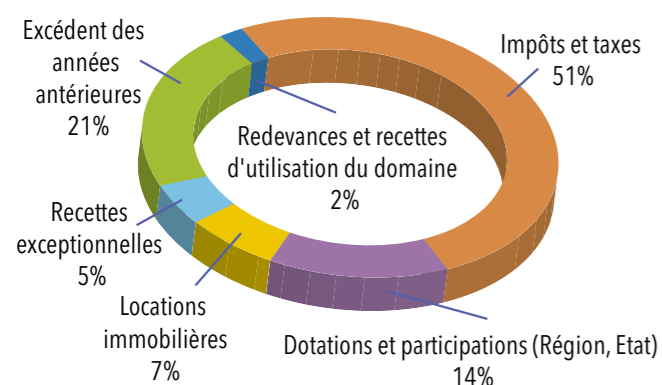 Excédent des
années
antérieures
21%
Impôts et taxes
51%
Redevances et recettes
d'utilisation du domaine
2%
Recettes
exceptionnelles
5%
Locations
immobilières
7%
Dotations et participations (Région, Etat)
14%